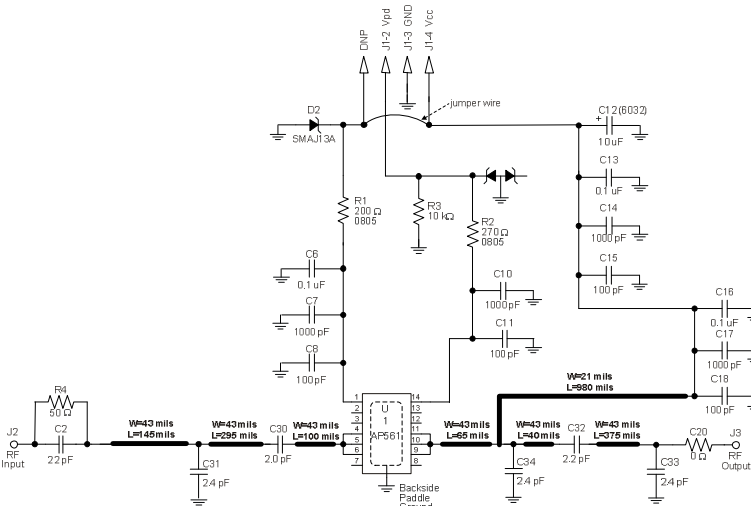 DNP
J1-2 Vpd
J1-3 GND
J1-4 Vcc
jumper wire
D2
SMAJ13A
+
C12(6032)
10uF
C13
0.1 uF
C14
1000 pF
C15
100 pF
R1
200 Ω
0805
R3
10 kΩ
R2
270 Ω
0805
C6
0.1 uF
C7
1000 pF
C8
100 pF
C10
1000 pF
C11
100 pF
C16
0.1 uF
C17
1000 pF
C18
100 pF
W=21 mils
L=980 mils
1
2
3
4
5
6
7
14
13
12
11
10
9
8
U
1
AP561
J2
RF
Input
R4
50 Ω
C2
22 pF
W=43 mils
L=145 mils
C31
2.4 pF
W=43 mils
L=295 mils
C30
2.0 pF
W=43 mils
L=100 mils
Backside
Paddle
Ground
W=43 mils
L=65 mils
C34
2.4 pF
W=43 mils
L=40 mils
C32
2.2 pF
W=43 mils
L=375 mils
C33
2.4 pF
C20
0 Ω
J3
RF
Output